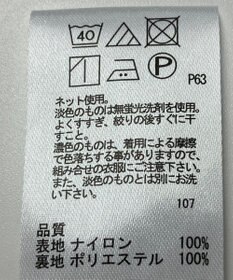 40
P
P63
ネット使用。
淡色のものは無蛍光洗剤を使用。
よくすすぎ、絞りの後すぐに干
すこと。
濃色のものは、着用による摩擦
で色落ちする事がありますので、
組み合せの衣服にご注意下さい。
また、淡色のものとは別にお洗
い下さい。
107
品質
表地 ナイロン 100%
裏地 ポリエステル 100%